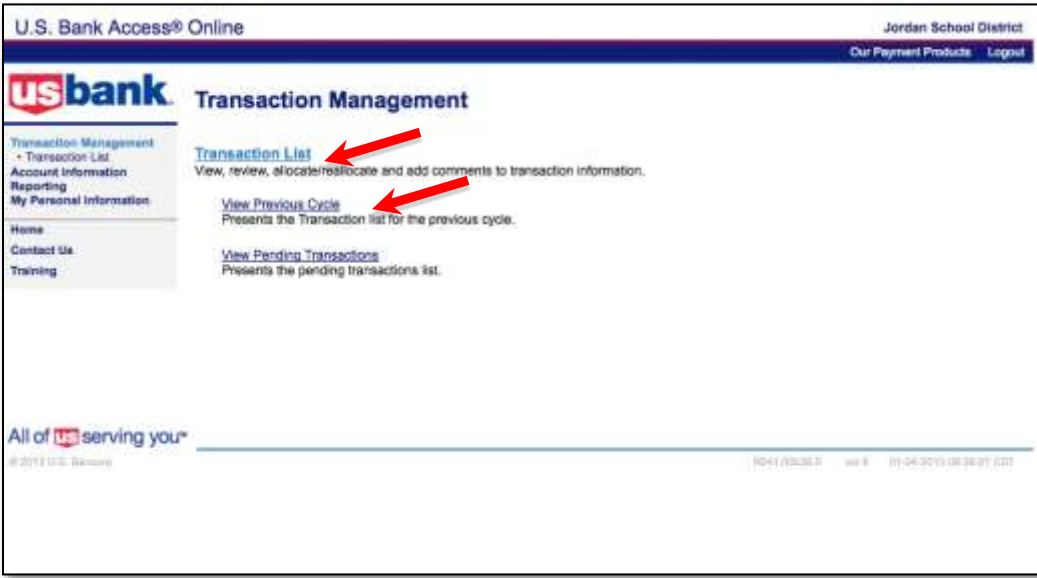 U.S. Bank Access® Online
Jordan School District
Our Payment Products Logout
usbank.
Transaction Management
Transaction Management
• Transaction List
Account Information
Reporting
My Personal Information
Home
Contact Us
Training
Transaction List
View, review, allocate/reallocate and add comments to transaction information.
View Previous Cycle
Presents the Transaction list for the previous cycle.
View Pending Transactions
Presents the pending transactions list.
All of us serving you
U.S. Bancorp